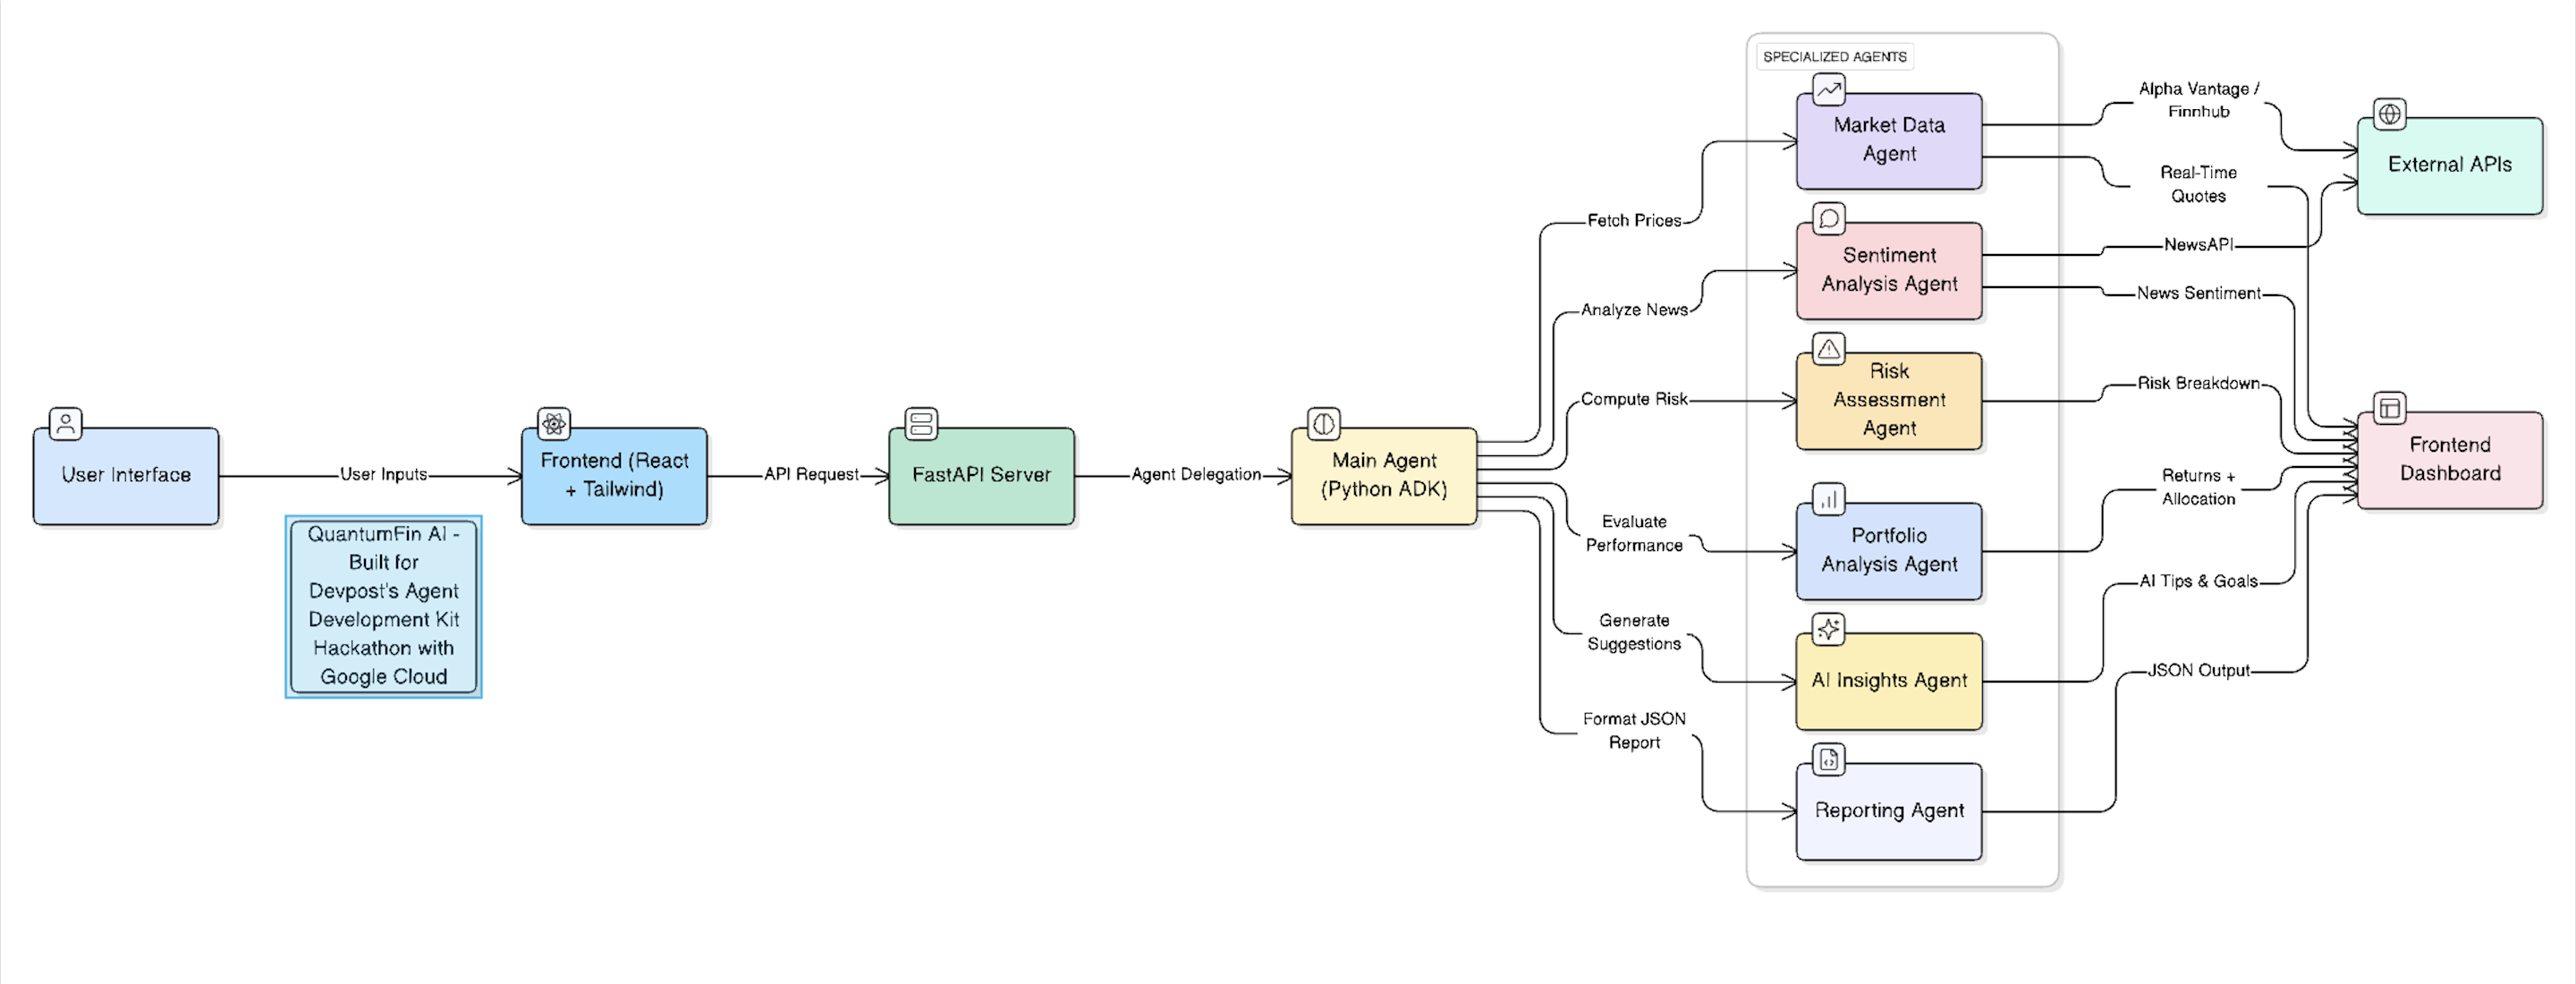 SPECIALIZED AGENTS
User Interface
User Inputs
QuantumFin AI -
Built for
Devpost's Agent
Development Kit
Hackathon with
Google Cloud
Frontend (React
+ Tailwind)
API Request
FastAPI Server
Agent Delegation
Main Agent
(Python ADK)
Fetch Prices
Analyze News
Compute Risk
Evaluate
Performance
Generate
Suggestions
Format JSON
Report
Market Data
Agent
Sentiment
Analysis Agent
Risk
Assessment
Agent
Portfolio
Analysis Agent
AI Insights Agent
Reporting Agent
Alpha Vantage /
Finnhub
Real-Time
Quotes
NewsAPI
News Sentiment
Risk Breakdown
Returns +
Allocation
AI Tips & Goals
JSON Output
External APIs
Frontend
Dashboard